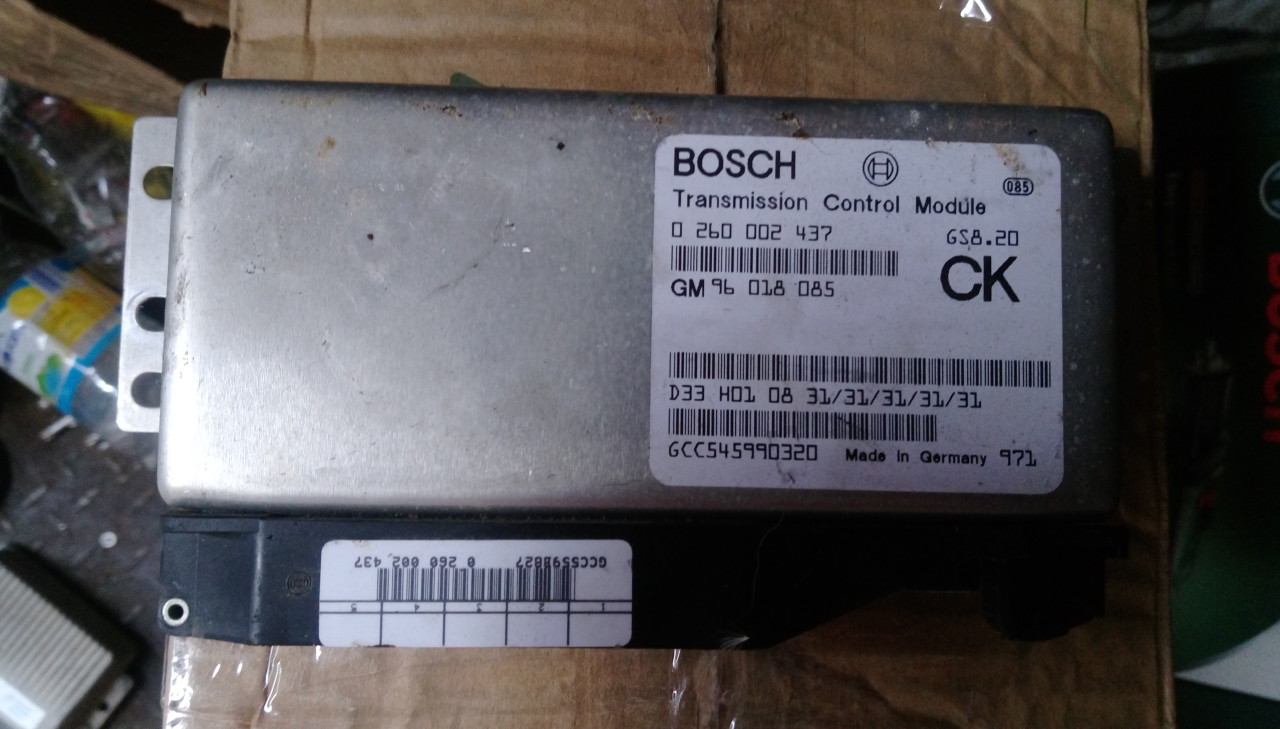 BOSCH
085
Transmission Control Module
0 260 002 437
GS8.20
CK
GM 96 018 085
D33 H01 08 31/31/31/31/31
GCC545990320 Made in Germany 971
GCC5598827 0 260 002 437
1 2 3 4 5
BOSCH